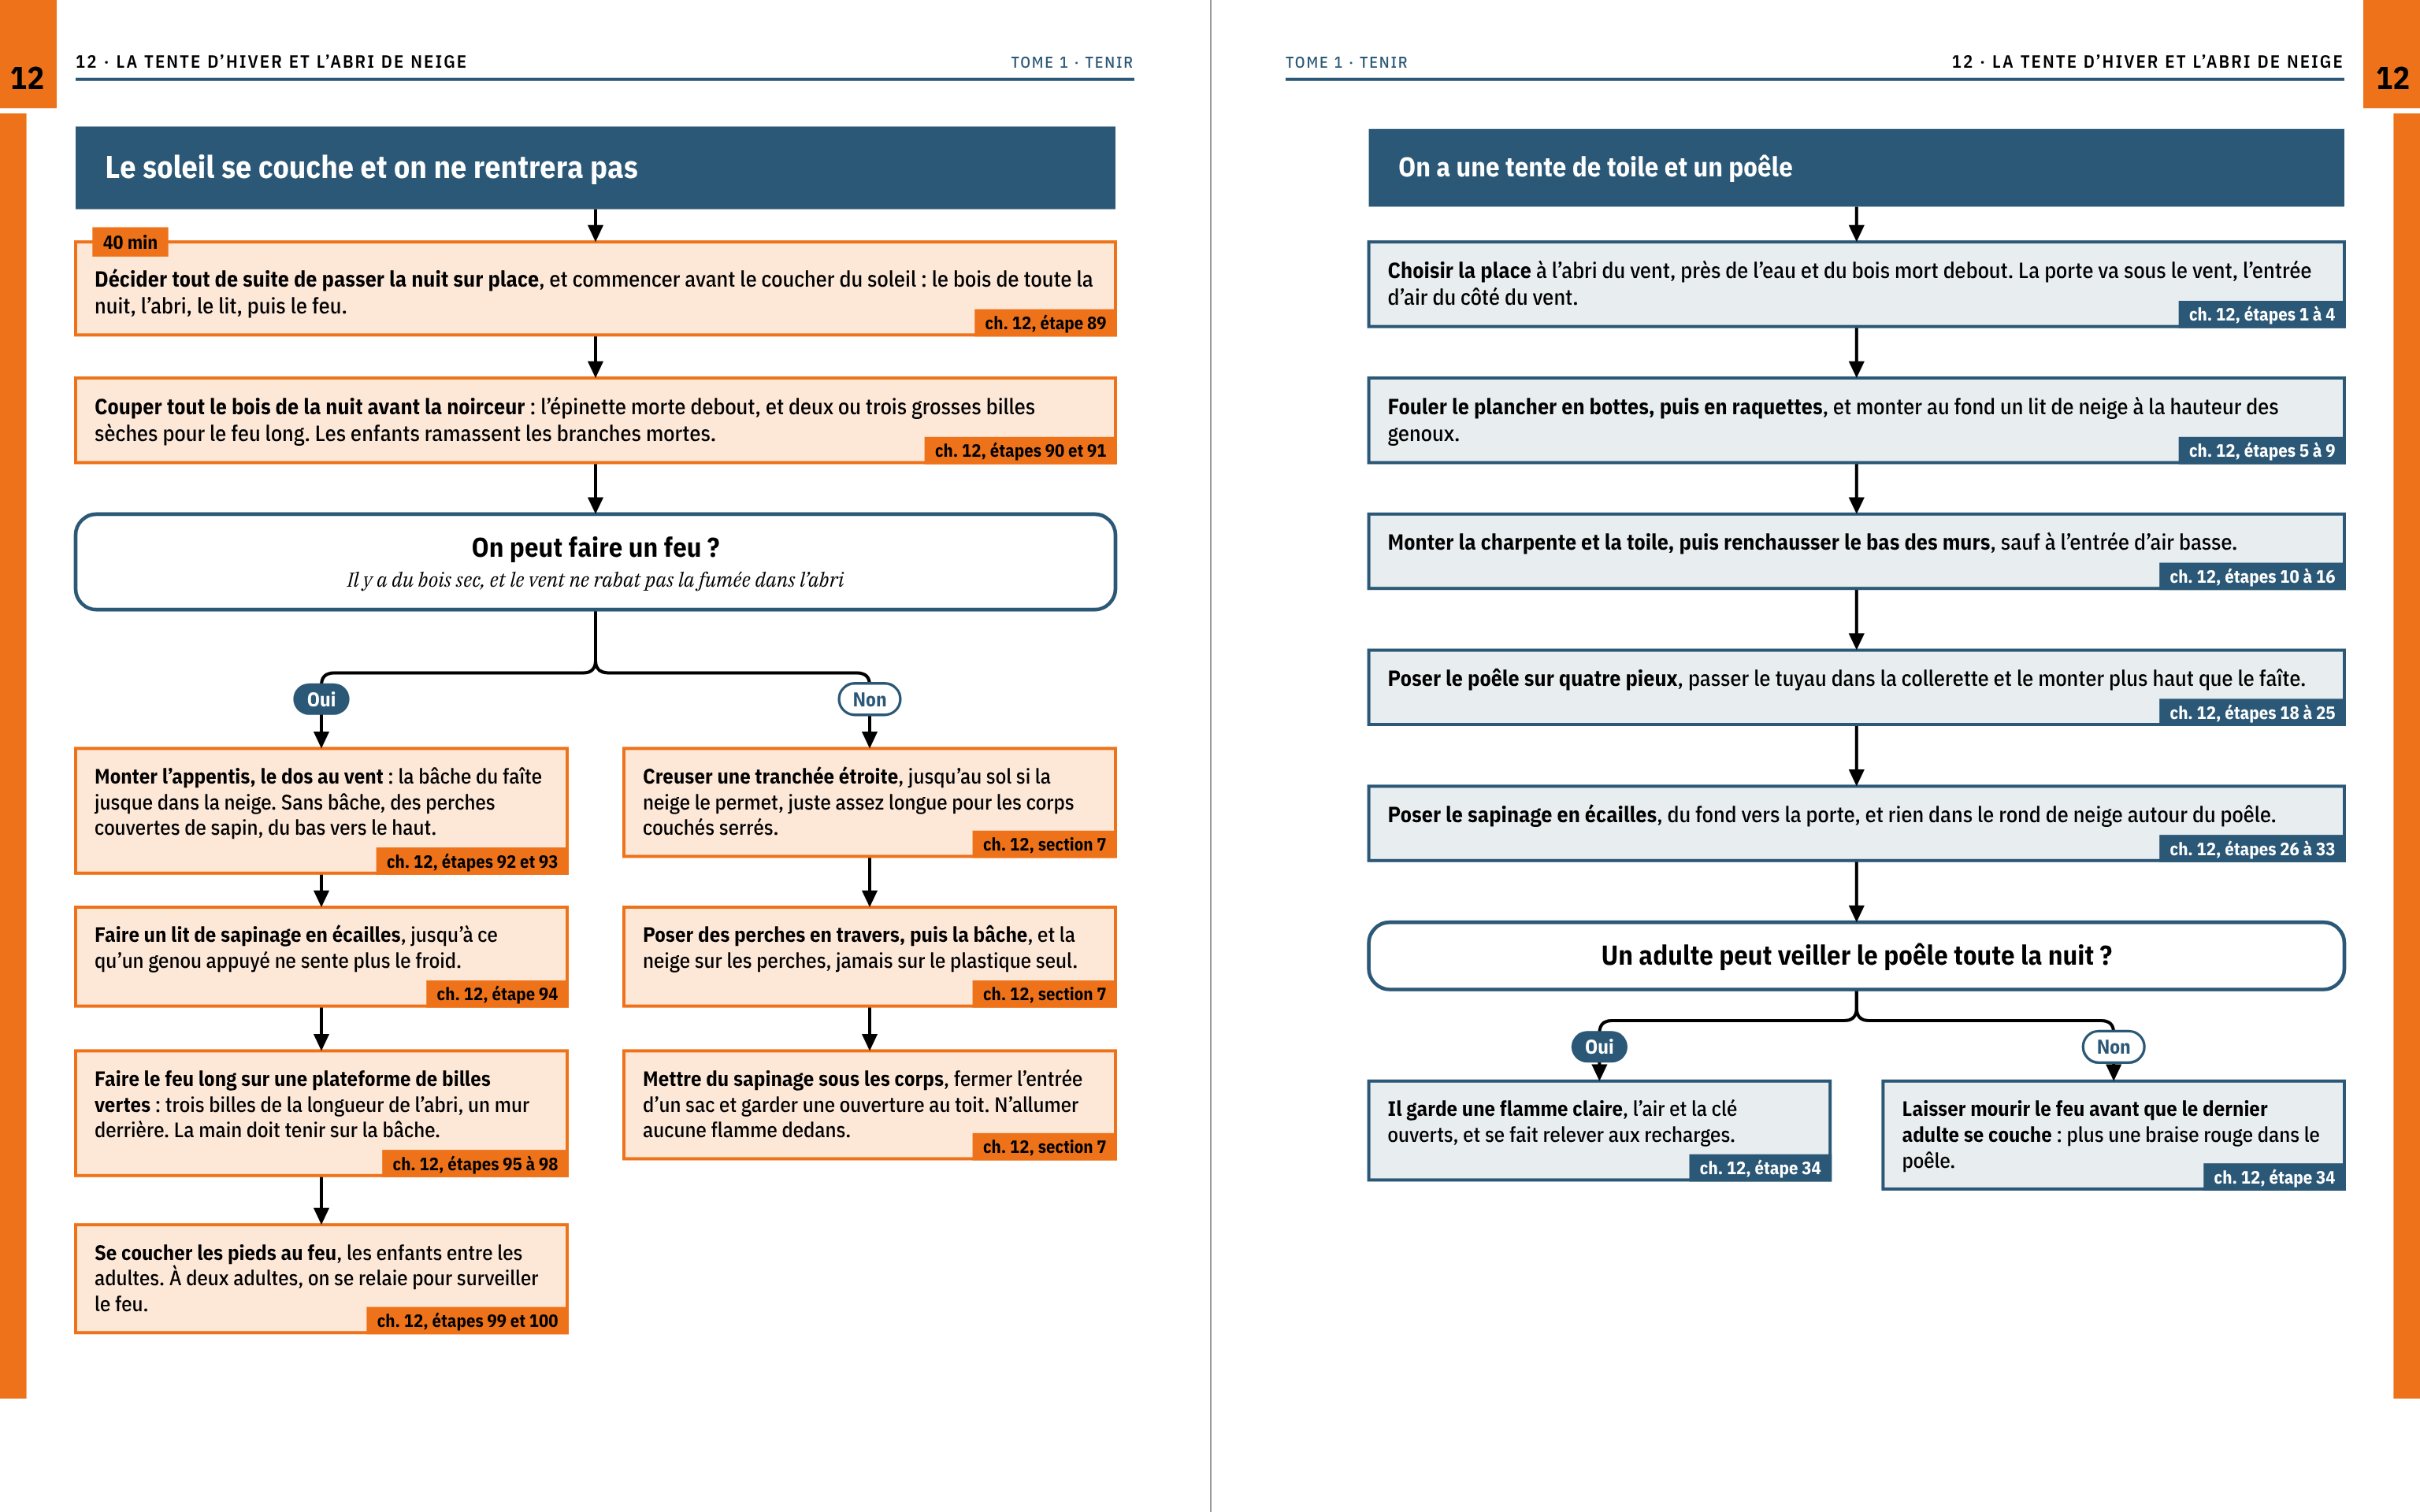 12
12 · LA TENTE D’HIVER ET L’ABRI DE NEIGE
TOME 1 · TENIR
Le soleil se couche et on ne rentrera pas
40 min
Décider tout de suite de passer la nuit sur place, et commencer avant le coucher du soleil : le bois de toute la
nuit, l’abri, le lit, puis le feu.
ch. 12, étape 89
Couper tout le bois de la nuit avant la noirceur : l’épinette morte debout, et deux ou trois grosses billes
sèches pour le feu long. Les enfants ramassent les branches mortes.
ch. 12, étapes 90 et 91
On peut faire un feu ?
Il y a du bois sec, et le vent ne rabat pas la fumée dans l’abri
Oui
Monter l’appentis, le dos au vent : la bâche du faîte
jusque dans la neige. Sans bâche, des perches
couvertes de sapin, du bas vers le haut.
ch. 12, étapes 92 et 93
Faire un lit de sapinage en écailles, jusqu’à ce
qu’un genou appuyé ne sente plus le froid.
ch. 12, étape 94
Faire le feu long sur une plateforme de billes
vertes : trois billes de la longueur de l’abri, un mur
derrière. La main doit tenir sur la bâche.
ch. 12, étapes 95 à 98
Se coucher les pieds au feu, les enfants entre les
adultes. À deux adultes, on se relaie pour surveiller
le feu.
ch. 12, étapes 99 et 100
Non
Creuser une tranchée étroite, jusqu’au sol si la
neige le permet, juste assez longue pour les corps
couchés serrés.
ch. 12, section 7
Poser des perches en travers, puis la bâche, et la
neige sur les perches, jamais sur le plastique seul.
ch. 12, section 7
Mettre du sapinage sous les corps, fermer l’entrée
d’un sac et garder une ouverture au toit. N’allumer
aucune flamme dedans.
ch. 12, section 7
TOME 1 · TENIR
12 · LA TENTE D’HIVER ET L’ABRI DE NEIGE
12
On a une tente de toile et un poêle
Choisir la place à l’abri du vent, près de l’eau et du bois mort debout. La porte va sous le vent, l’entrée
d’air du côté du vent.
ch. 12, étapes 1 à 4
Fouler le plancher en bottes, puis en raquettes, et monter au fond un lit de neige à la hauteur des
genoux.
ch. 12, étapes 5 à 9
Monter la charpente et la toile, puis renchausser le bas des murs, sauf à l’entrée d’air basse.
ch. 12, étapes 10 à 16
Poser le poêle sur quatre pieux, passer le tuyau dans la collerette et le monter plus haut que le faîte.
ch. 12, étapes 18 à 25
Poser le sapinage en écailles, du fond vers la porte, et rien dans le rond de neige autour du poêle.
ch. 12, étapes 26 à 33
Un adulte peut veiller le poêle toute la nuit ?
Oui
Il garde une flamme claire, l’air et la clé
ouverts, et se fait relever aux recharges.
ch. 12, étape 34
Non
Laisser mourir le feu avant que le dernier
adulte se couche : plus une braise rouge dans le
poêle.
ch. 12, étape 34